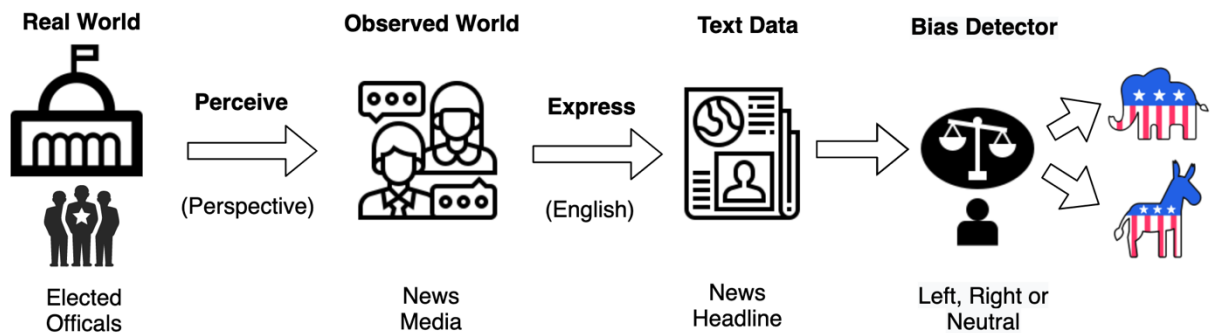 Real World
Observed World
Text Data
Bias Detector
Perceive
(Perspective)
Express
(English)
Elected
Officals
News
Media
News
Headline
Left, Right or
Neutral